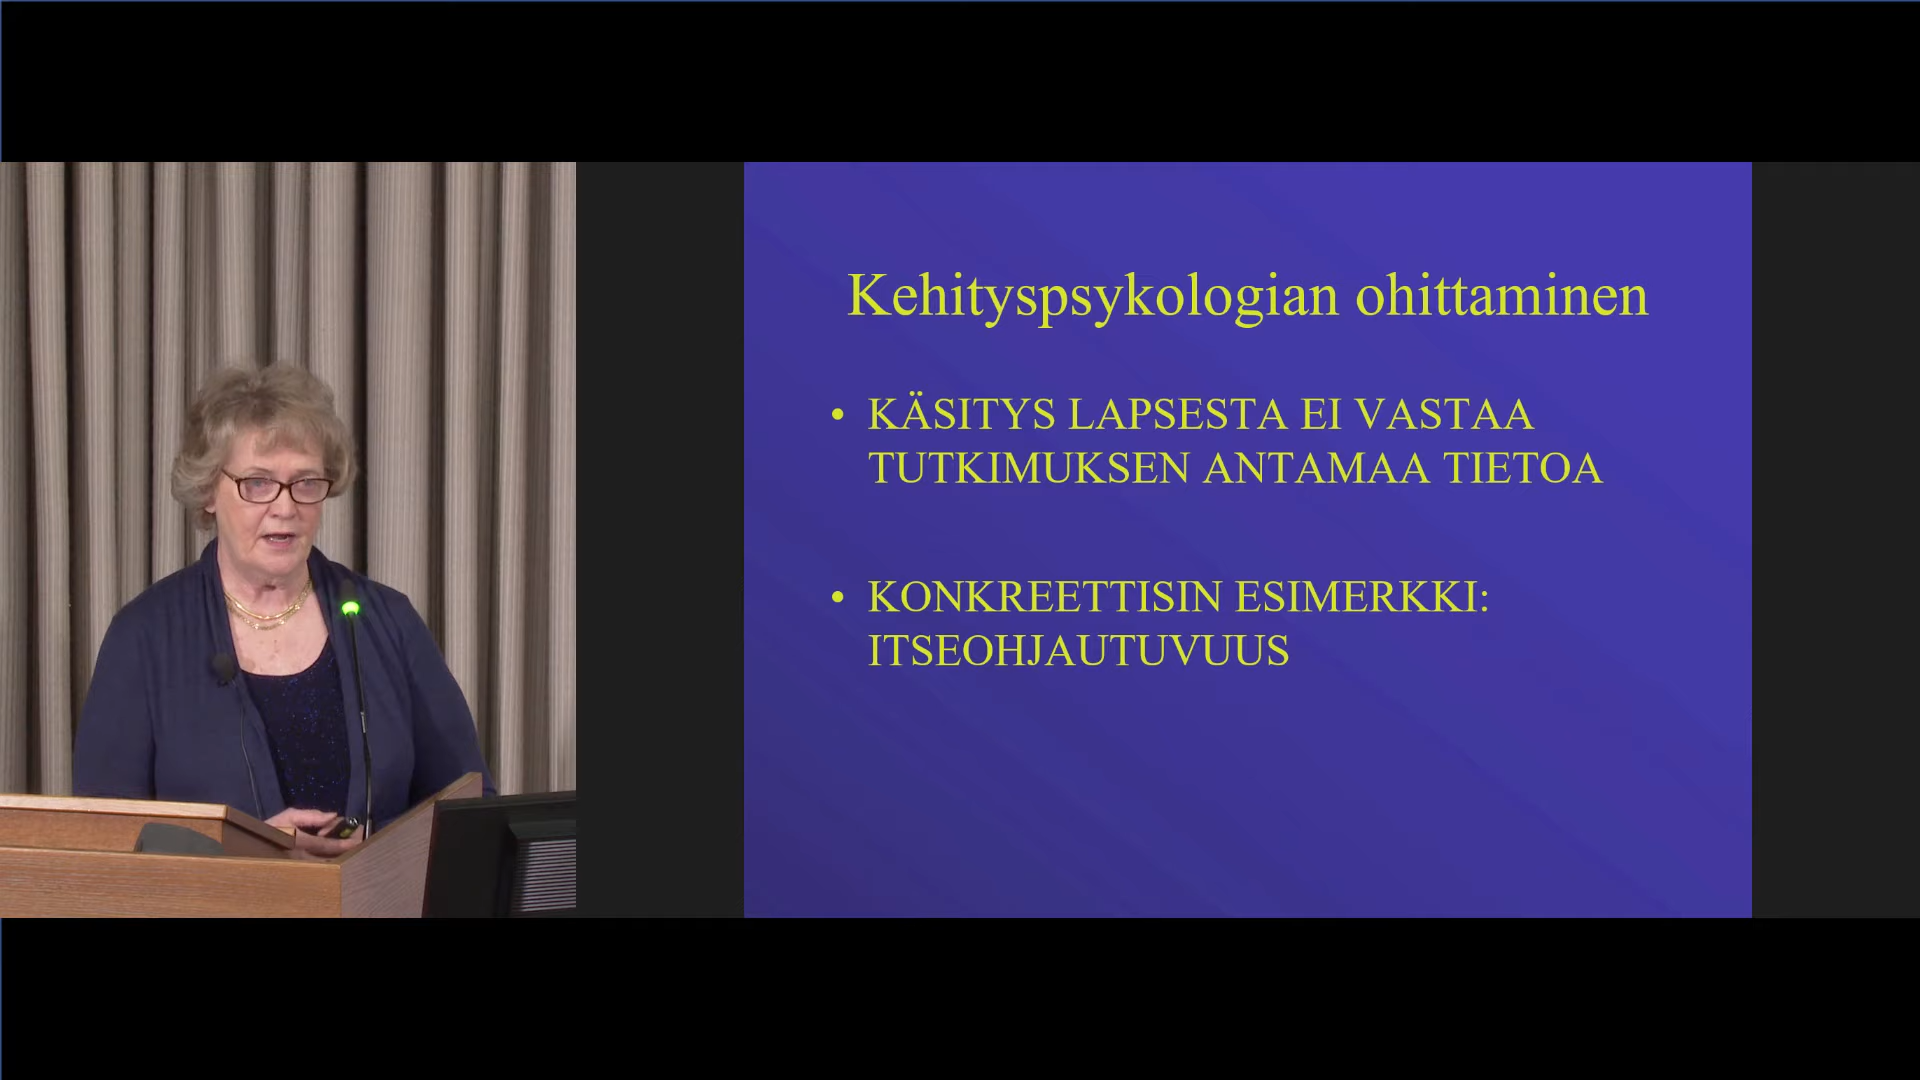 Kehityspsykologian ohittaminen
• KÄSITYS LAPSESTA EI VASTAA
TUTKIMUKSEN ANTAMAA TIETOA
• KONKREETTISIN ESIMERKKI:
ITSEOHJAUTUVUUS